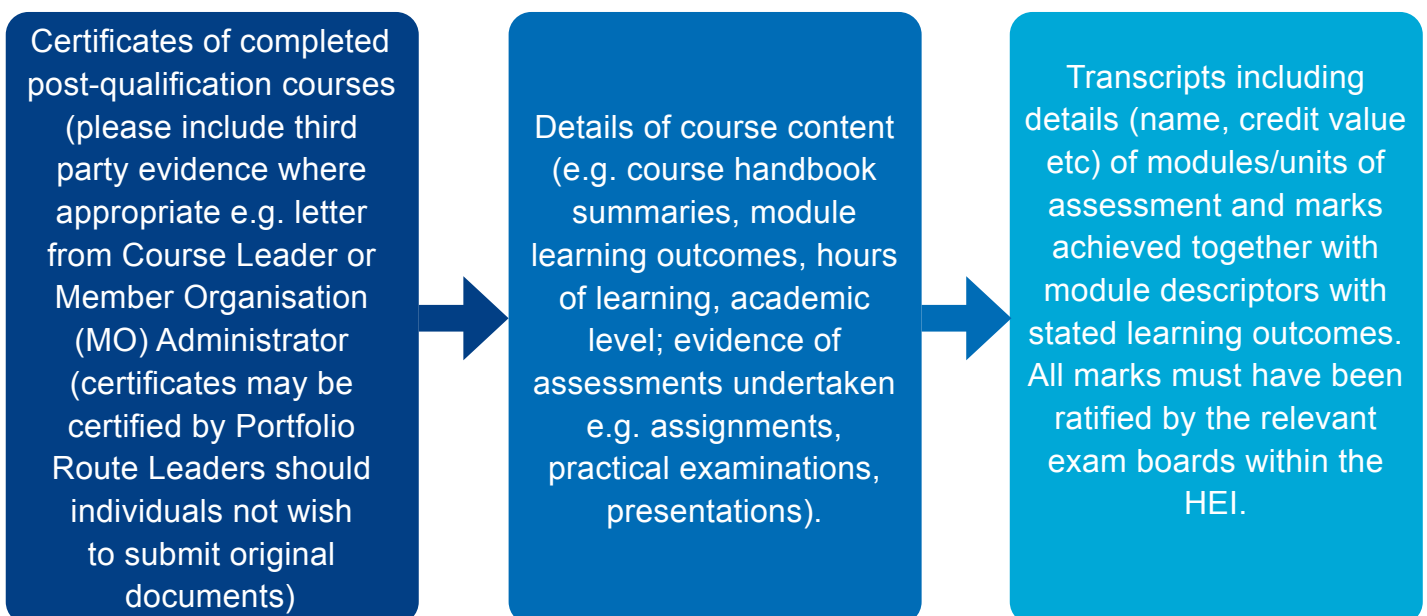 Certificates of completed
post-qualification courses
(please include third
party evidence where
appropriate e.g. letter
from Course Leader or
Member Organisation
(MO) Administrator
(certificates may be
certified by Portfolio
Route Leaders should
individuals not wish
to submit original
documents)
Details of course content
(e.g. course handbook
summaries, module
learning outcomes, hours
of learning, academic
level; evidence of
assessments undertaken
e.g. assignments,
practical examinations,
presentations).
Transcripts including
details (name, credit value
etc) of modules/units of
assessment and marks
achieved together with
module descriptors with
stated learning outcomes.
All marks must have been
ratified by the relevant
exam boards within the
HEI.